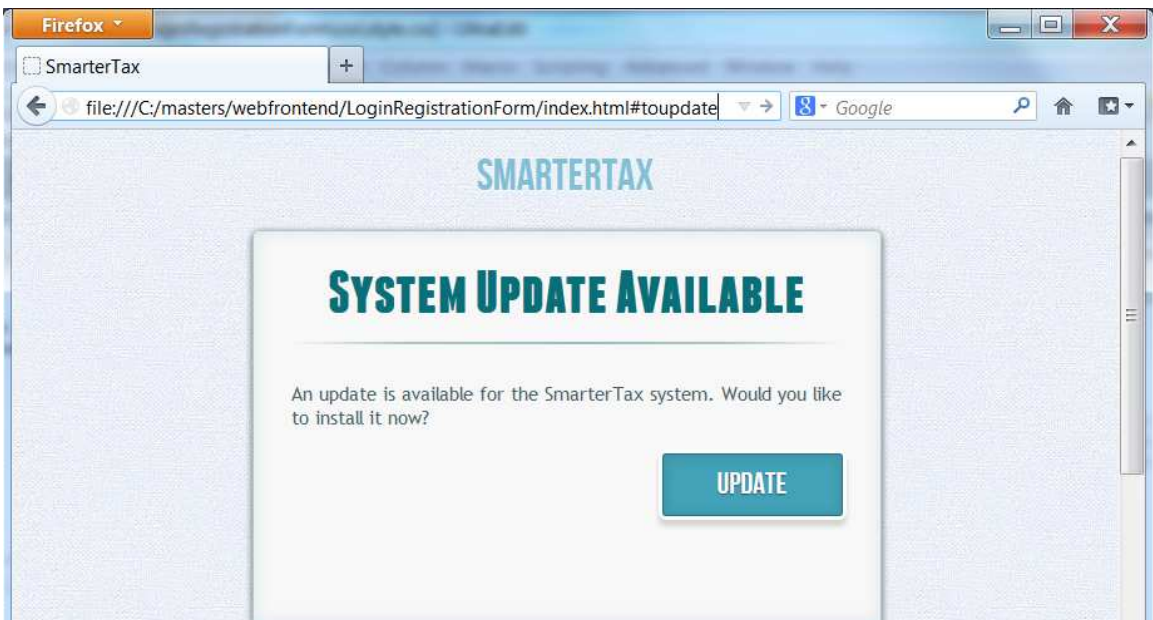 Firefox
SmarterTax
file:///C:/masters/webfrontend/LoginRegistrationForm/index.html#toupdate
Google
SMARTERTAX
SYSTEM UPDATE AVAILABLE
An update is available for the SmarterTax system. Would you like
to install it now?
UPDATE